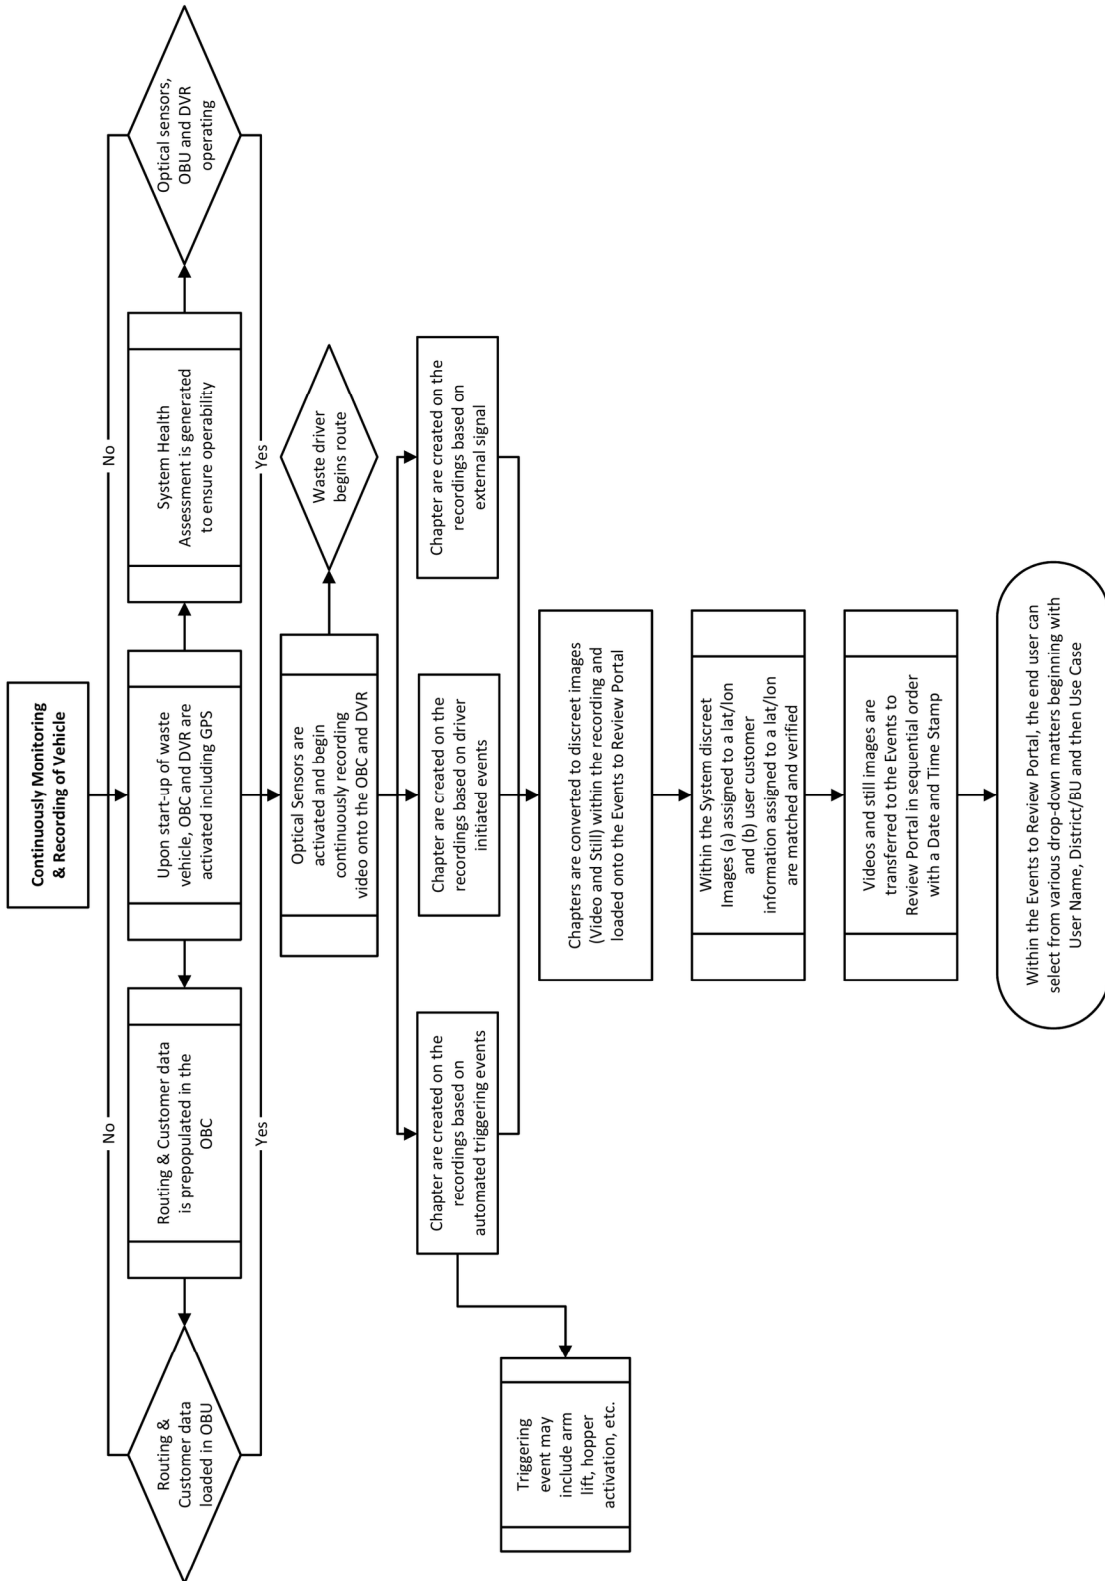 Continuously Monitoring
& Recording of Vehicle
No
No
Routing &
Customer data
loaded in OBU
Routing & Customer data
is prepopulated in the
OBC
Upon start-up of waste
vehicle, OBC and DVR are
activated including GPS
System Health
Assessment is generated
to ensure operability
Optical sensors,
OBU and DVR
operating
Yes
Yes
Optical Sensors are
activated and begin
continuously recording
video onto the OBC and DVR
Waste driver
begins route
Chapter are created on the
recordings based on
automated triggering events
Chapter are created on the
recordings based on driver
initiated events
Chapter are created on the
recordings based on
external signal
Triggering
event may
include arm
lift, hopper
activation, etc.
Chapters are converted to discreet images
(Video and Still) within the recording and
loaded onto the Events to Review Portal
Within the System discreet
Images (a) assigned to a lat/lon
and (b) user customer
information assigned to a lat/lon
are matched and verified
Videos and still images are
transferred to the Events to
Review Portal in sequential order
with a Date and Time Stamp
Within the Events to Review Portal, the end user can
select from various drop-down matters beginning with
User Name, District/BU and then Use Case